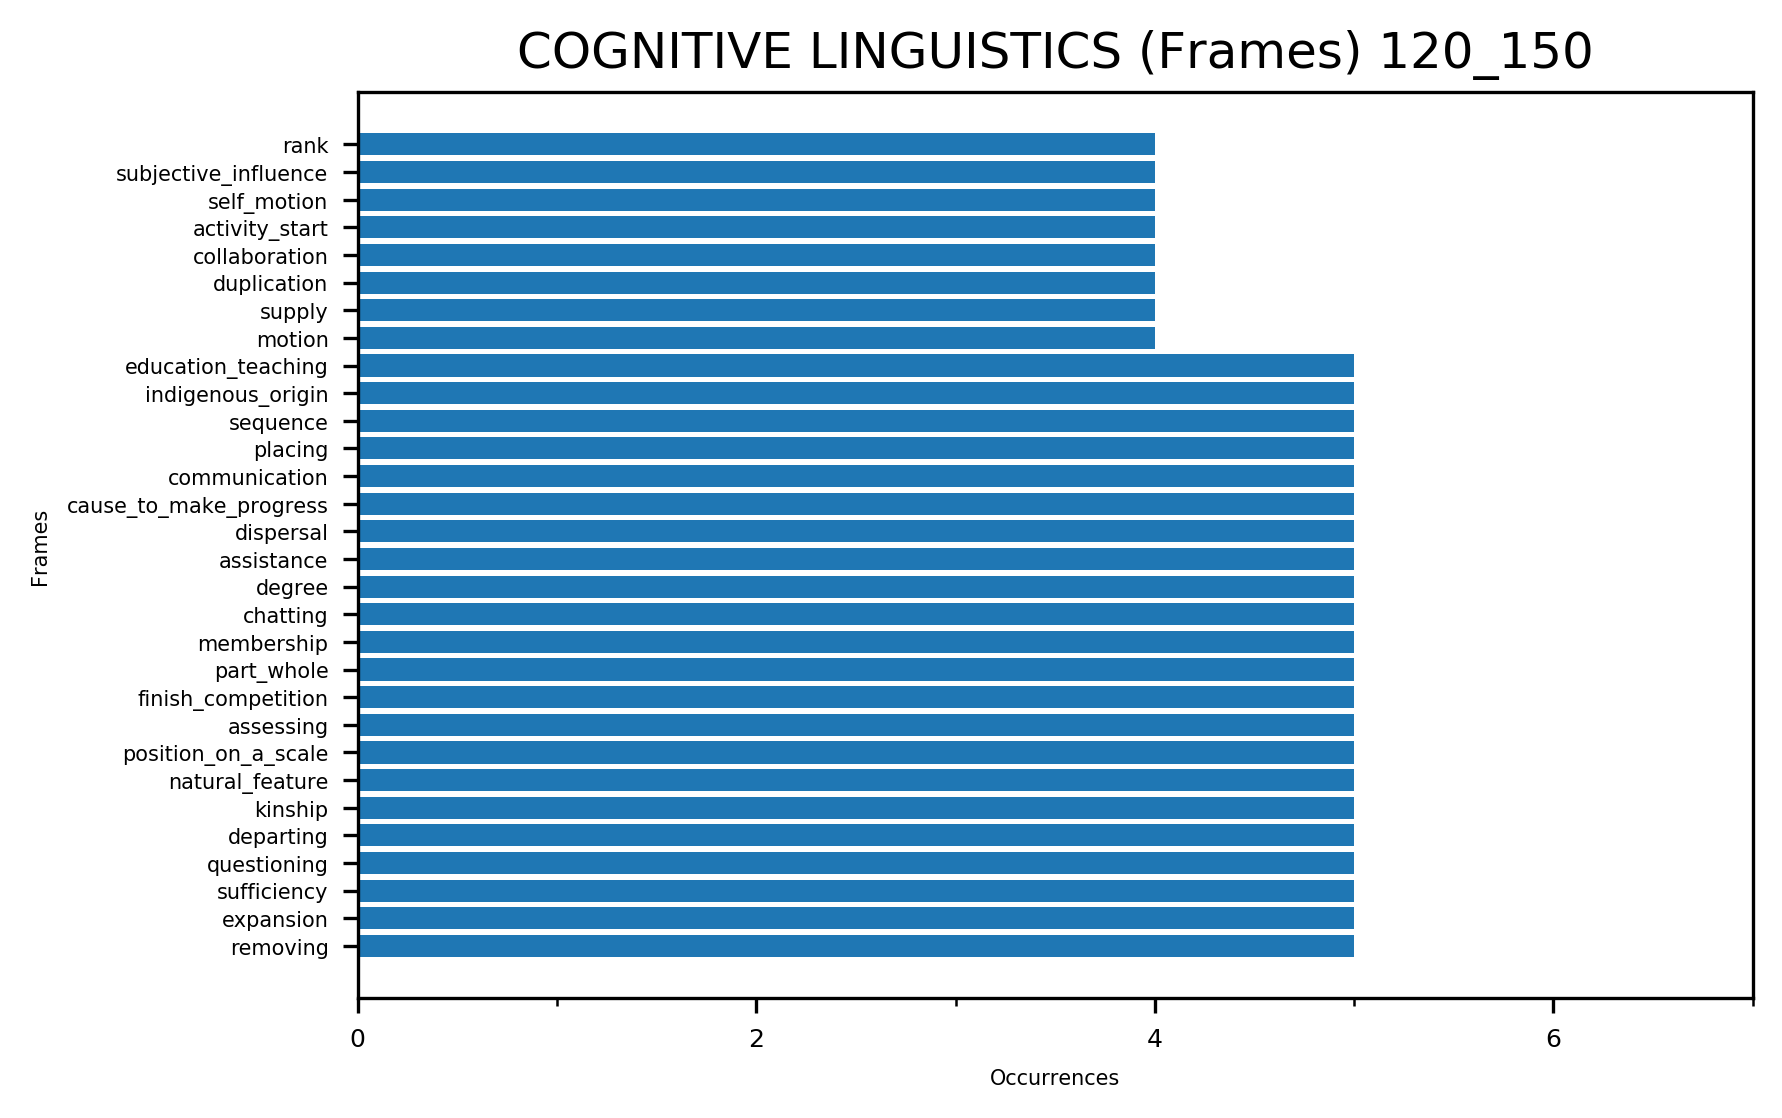 COGNITIVE LINGUISTICS (Frames) 120_150
rank
subjective_influence
self_motion
activity_start
collaboration
duplication
supply
motion
education_teaching
indigenous_origin
sequence
placing
communication
cause_to_make_progress
dispersal
assistance
degree
chatting
membership
part_whole
finish_competition
assessing
position_on_a_scale
natural_feature
kinship
departing
questioning
sufficiency
expansion
removing
Frames
0 2 4 6
Occurrences